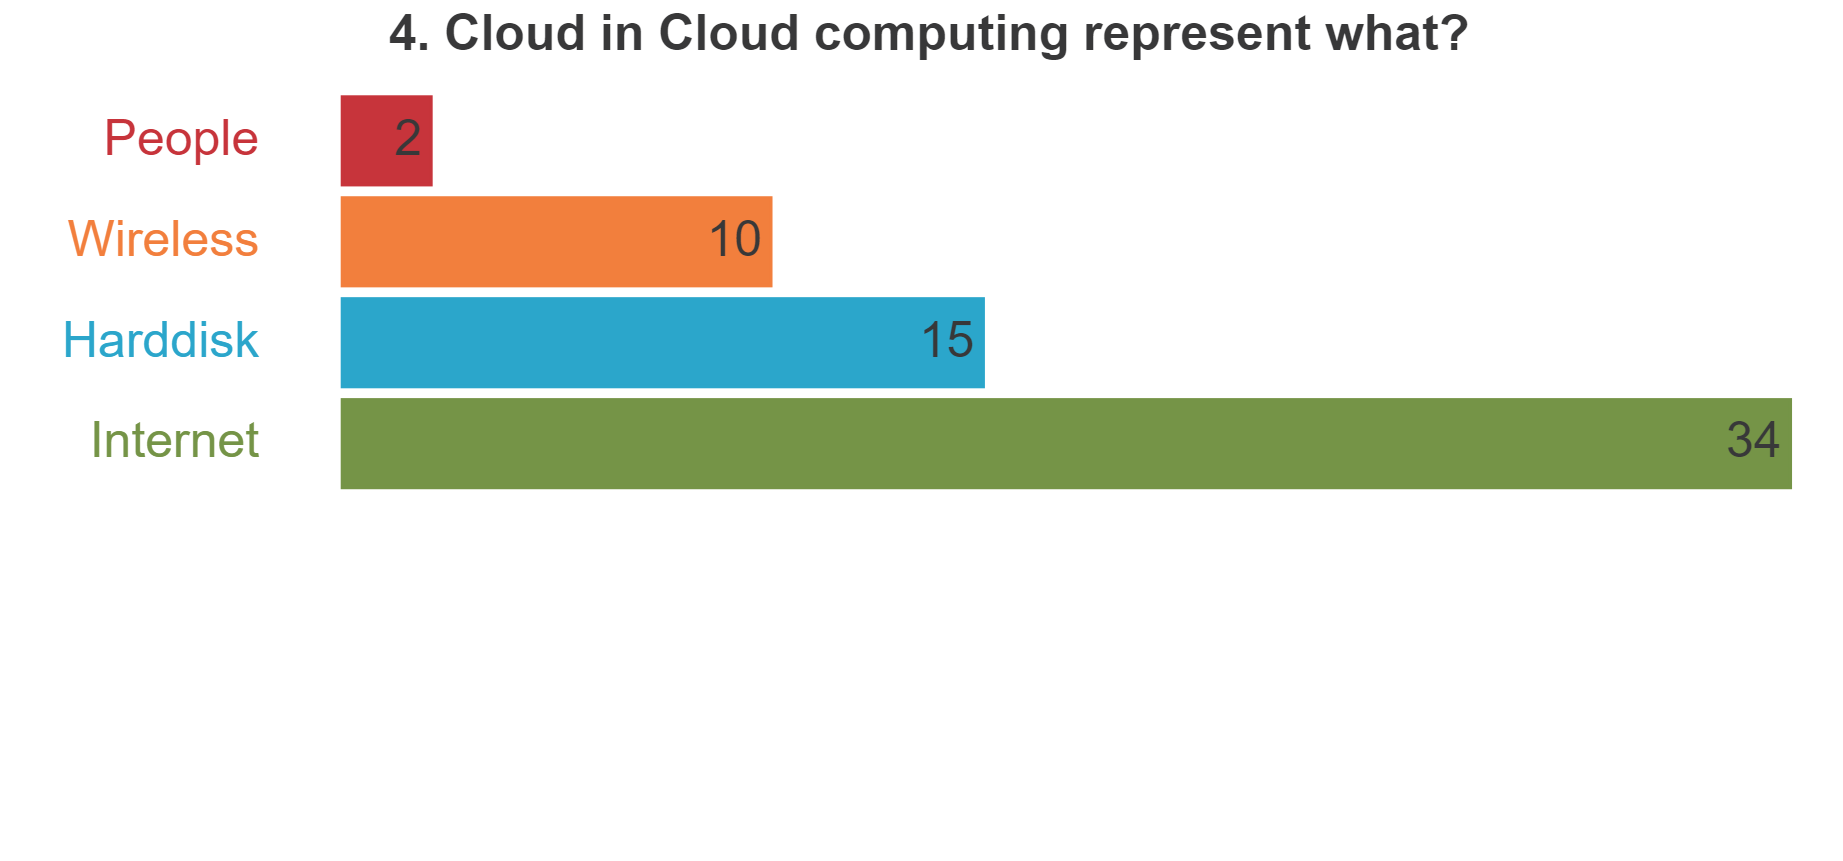 4. Cloud in Cloud computing represent what?
People 2
Wireless 10
Harddisk 15
Internet 34